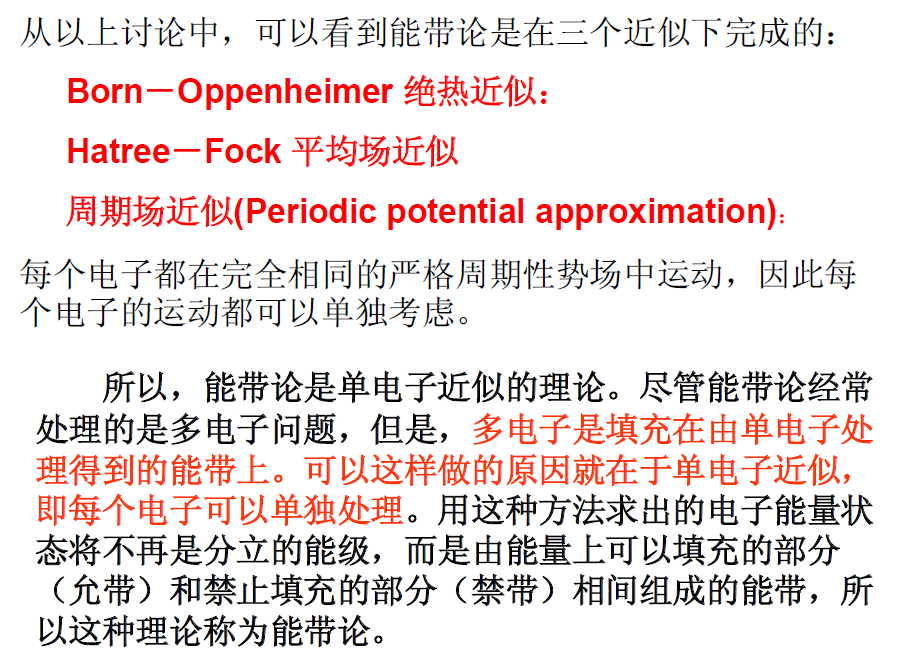 从以上讨论中，可以看到能带论是在三个近似下完成的：
Born－Oppenheimer 绝热近似：
Hatree－Fock 平均场近似
周期场近似(Periodic potential approximation)：
每个电子都在完全相同的严格周期性势场中运动，因此每
个电子的运动都可以单独考虑。
所以，能带论是单电子近似的理论。尽管能带论经常
处理的是多电子问题，但是，多电子是填充在由单电子处
理得到的能带上。可以这样做的原因就在于单电子近似，
即每个电子可以单独处理。用这种方法求出的电子能量状
态将不再是分立的能级，而是由能量上可以填充的部分
（允带）和禁止填充的部分（禁带）相间组成的能带，所
以这种理论称为能带论。